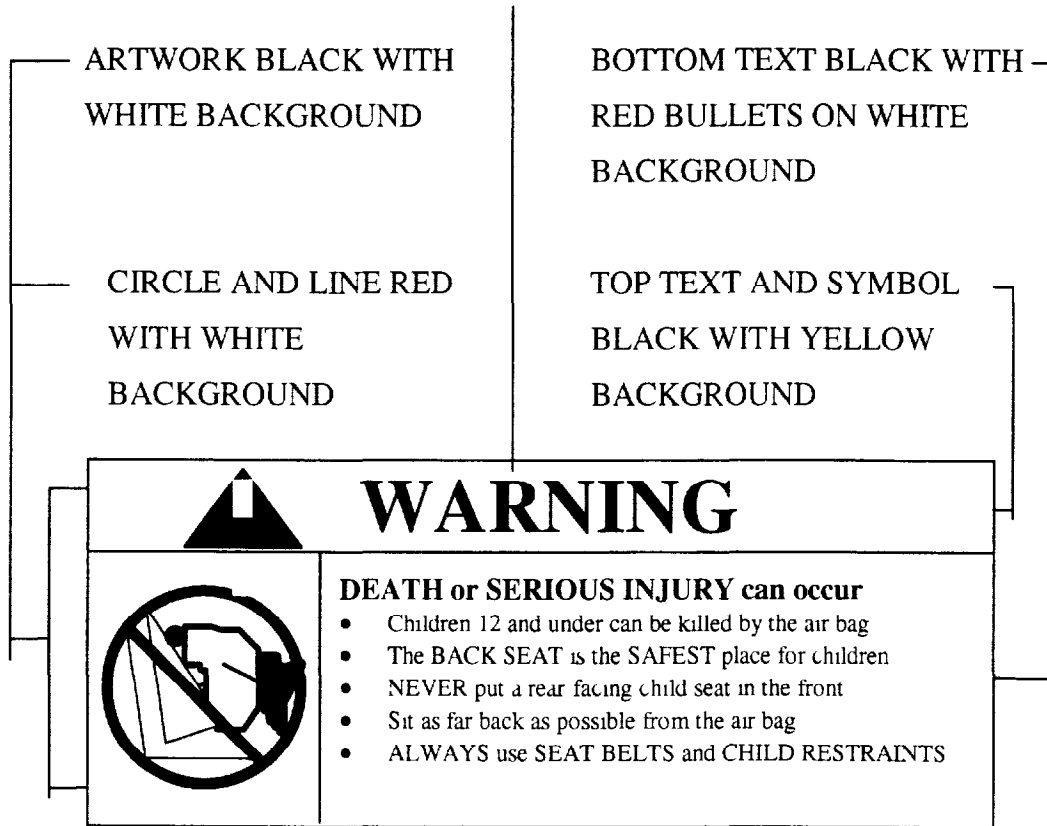 ARTWORK BLACK WITH
WHITE BACKGROUND
CIRCLE AND LINE RED
WITH WHITE
BACKGROUND
BOTTOM TEXT BLACK WITH
RED BULLETS ON WHITE
BACKGROUND
TOP TEXT AND SYMBOL
BLACK WITH YELLOW
BACKGROUND
WARNING
DEATH or SERIOUS INJURY can occur
• Children 12 and under can be killed by the air bag
• The BACK SEAT is the SAFEST place for children
• NEVER put a rear facing child seat in the front
• Sit as far back as possible from the air bag
• ALWAYS use SEAT BELTS and CHILD RESTRAINTS